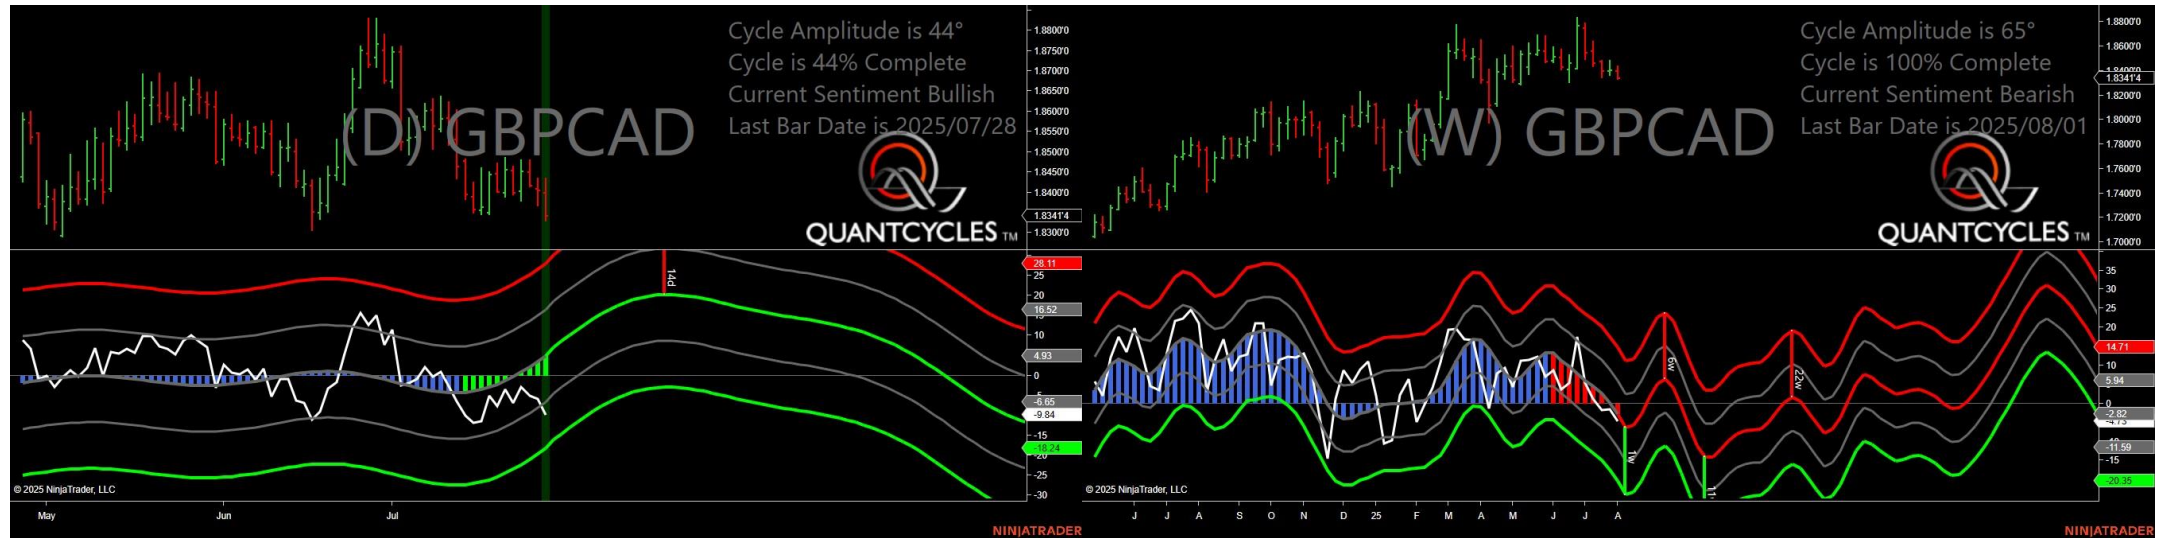 Cycle Amplitude is 44°
Cycle is 44% Complete
Current Sentiment Bullish
Last Bar Date is 2025/07/28
(D) GBPCAD
QUANTCYCLES TM
1.8800'0
1.8700'0
1.8600'0
1.8550'0
1.8500'0
1.8450'0
1.8400'0
1.8341'4
1.8300'0
28.11
25
20
16.52
10
4.93
0
-6.65
-9.84
-15
-18.24
-25
-30
14d
© 2025 NinjaTrader, LLC
May
Jun
Jul
NINJATRADER
Cycle Amplitude is 65°
Cycle is 100% Complete
Current Sentiment Bearish
Last Bar Date is 2025/08/01
(W) GBPCAD
QUANTCYCLES TM
1.8800'0
1.8600'0
1.8341'4
1.8200'0
1.8000'0
1.7800'0
1.7600'0
1.7400'0
1.7200'0
1.7000'0
35
30
25
20
14.71
10
5.94
0
-2.82
-4.73
-11.59
-15
-20.35
6w
22w
1w
© 2025 NinjaTrader, LLC
J J A S O N D 25 F M A M J J A
NINJATRADER